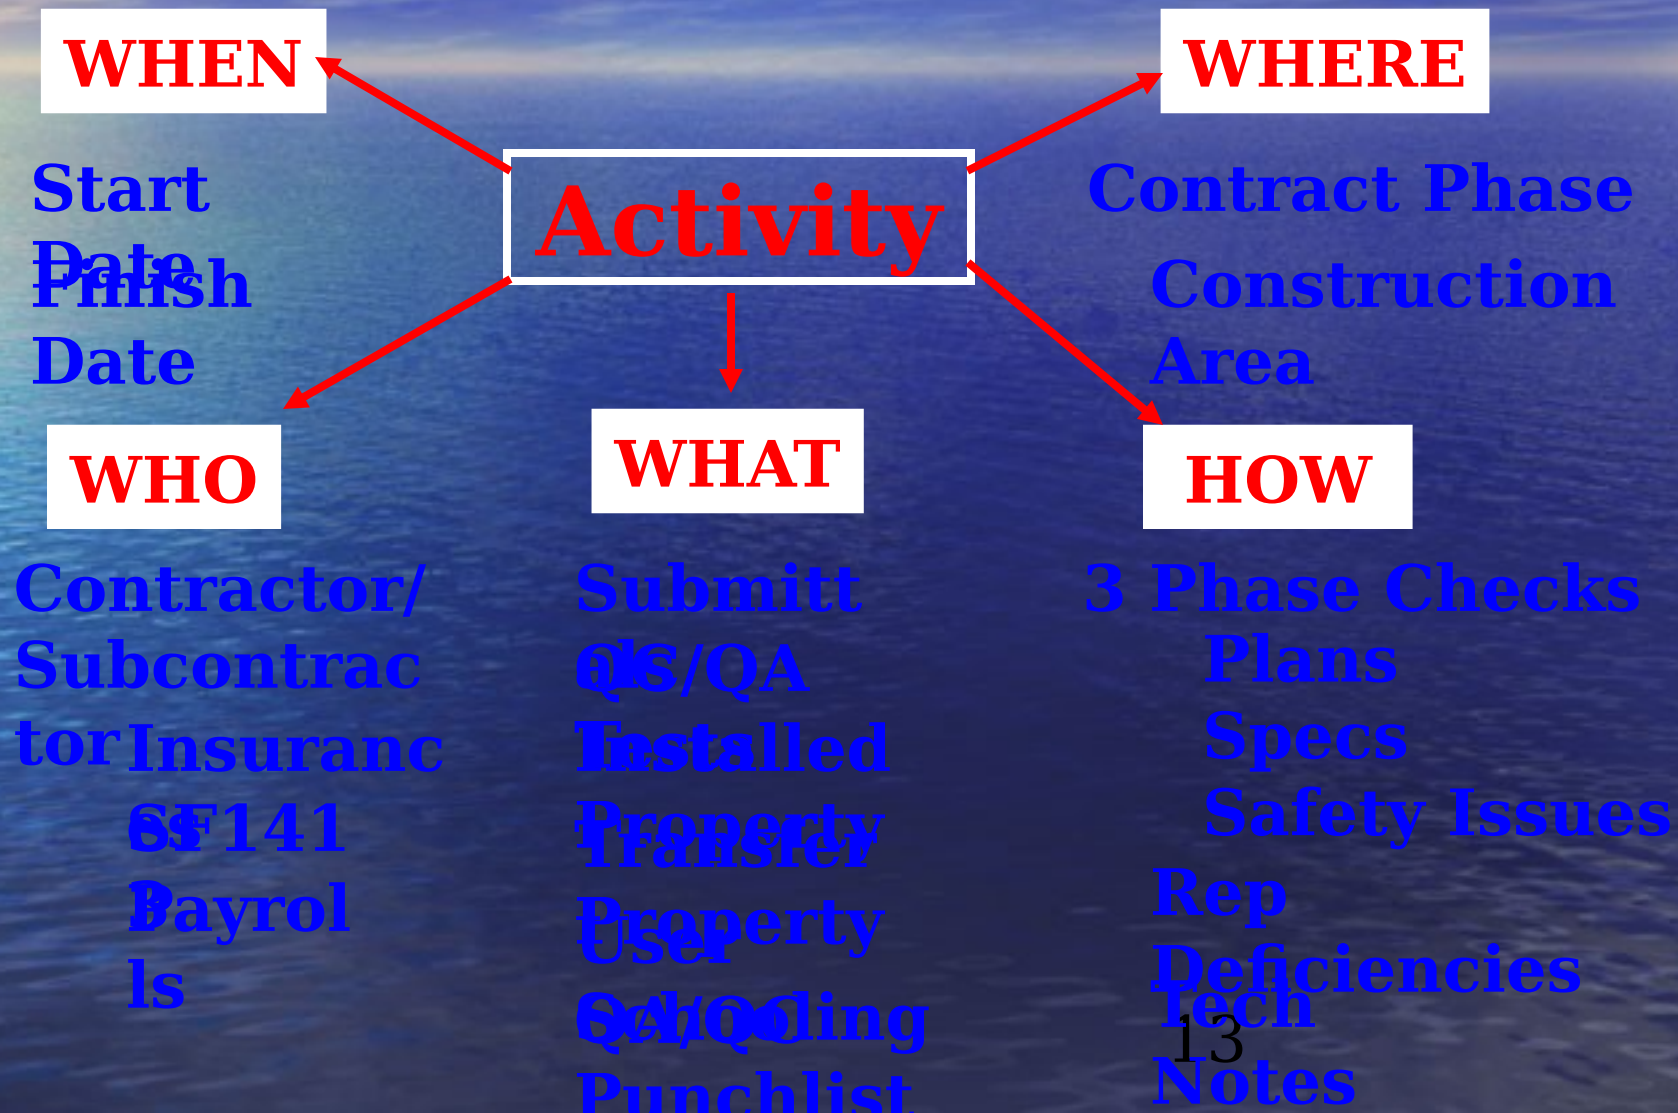 WHEN
WHERE
Activity
Start
Date
Finish
Date
Contract Phase
Construction
Area
WHO
WHAT
HOW
Contractor/
Subcontrac
tor
Insuranc
es
SF141
3
Payrol
ls
Submitt
als
QC/QA
Tests
Installed
Property
Transfer
Property
User
Schooling
QA/QC
Punchlist
3 Phase Checks
Plans
Specs
Safety Issues
Rep
Deficiencies
Tech
Notes
13